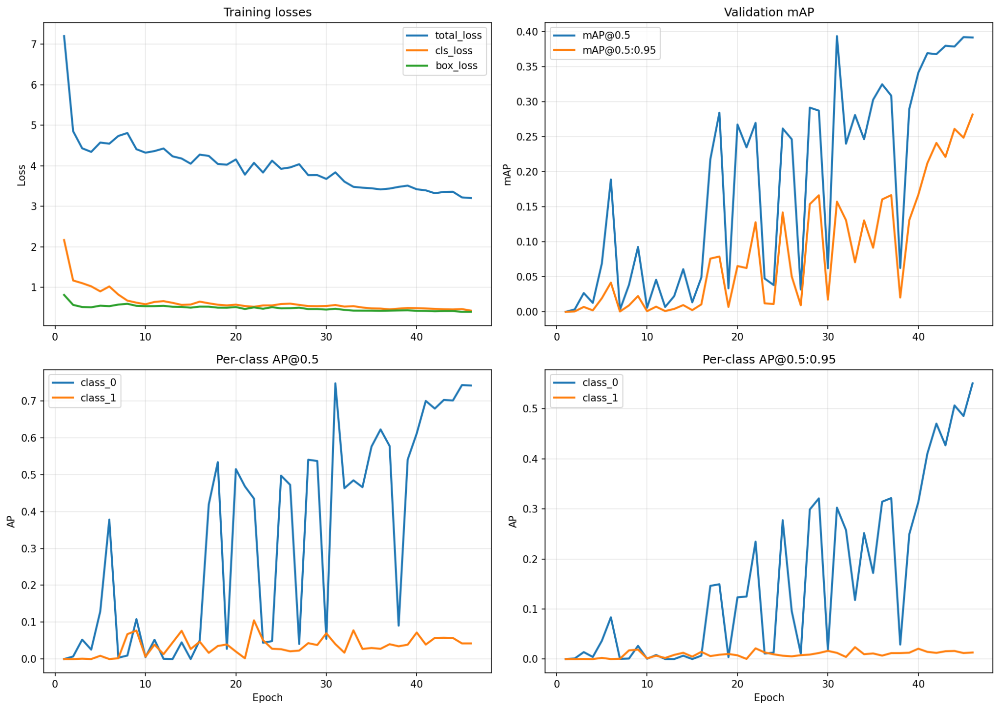 Training losses
total_loss
cls_loss
box_loss
Loss
7
6
5
4
3
2
1
0 10 20 30 40
Validation mAP
mAP@0.5
mAP@0.5:0.95
mAP
0.40
0.35
0.30
0.25
0.20
0.15
0.10
0.05
0.00
0 10 20 30 40
Per-class AP@0.5
class_0
class_1
AP
0.7
0.6
0.5
0.4
0.3
0.2
0.1
0.0
0 10 20 30 40
Epoch
Per-class AP@0.5:0.95
class_0
class_1
AP
0.5
0.4
0.3
0.2
0.1
0.0
0 10 20 30 40
Epoch